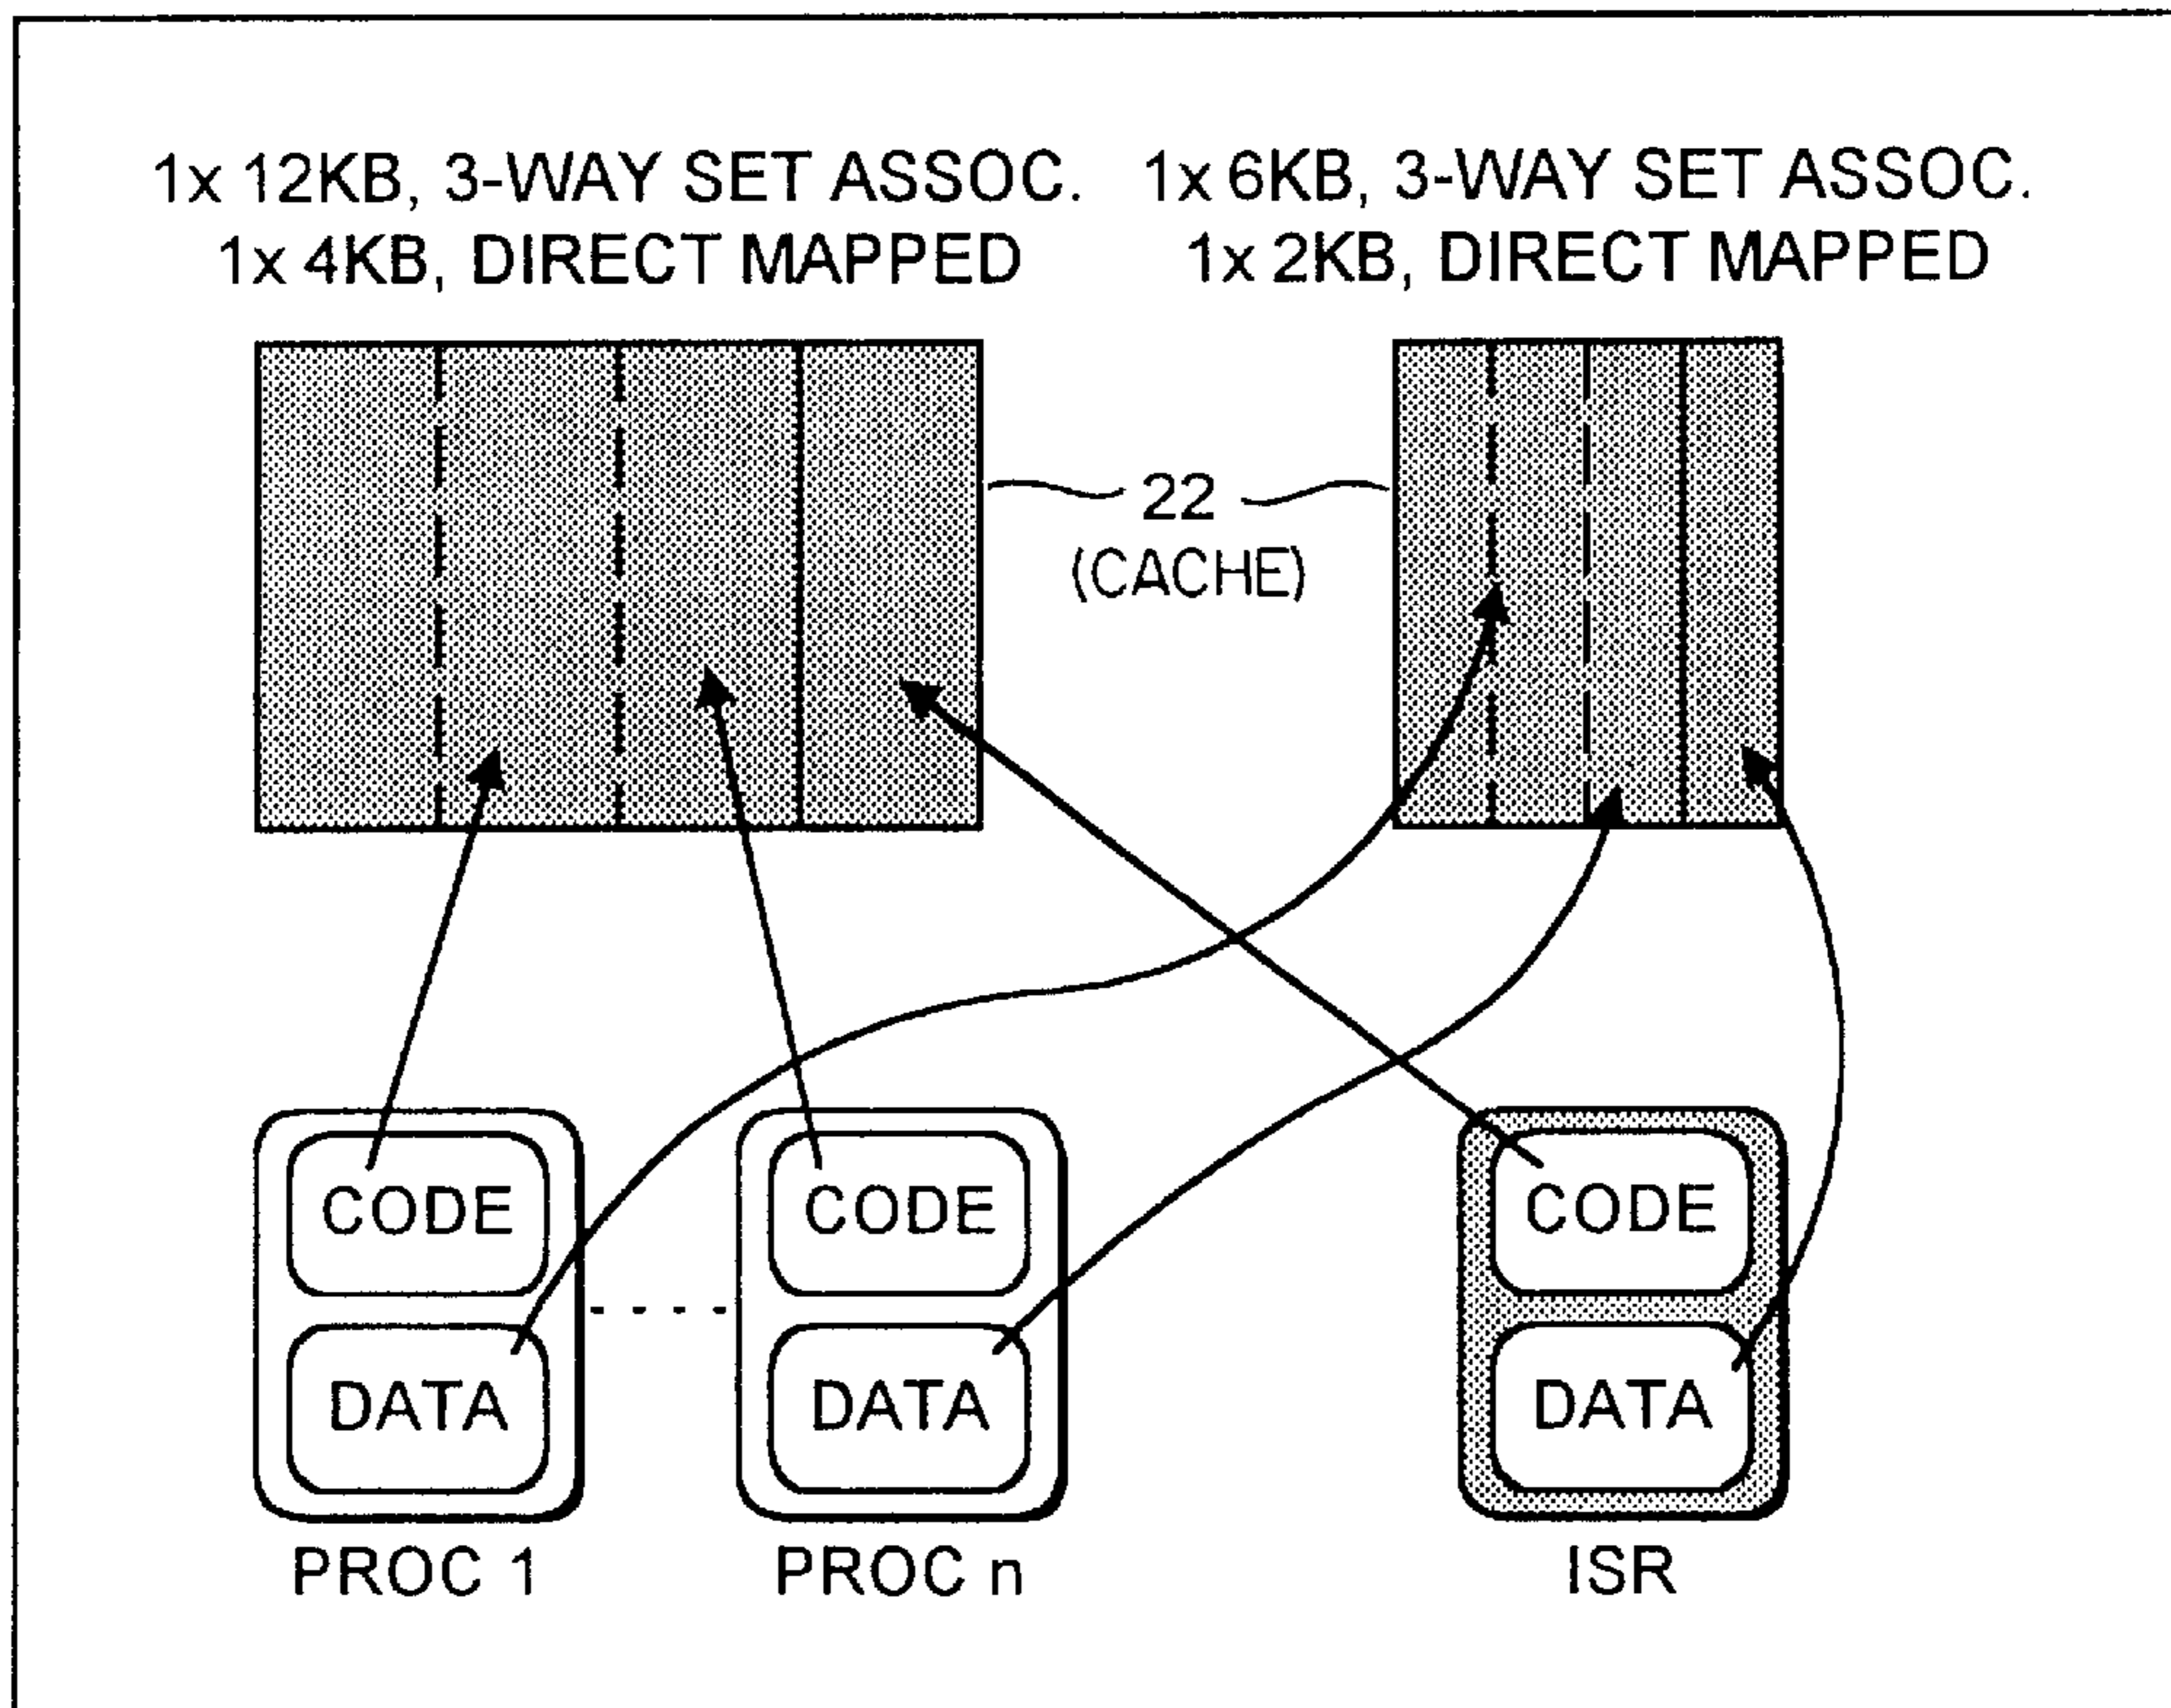 1x 12KB, 3-WAY SET ASSOC. 1x 6KB, 3-WAY SET ASSOC.
1x 4KB, DIRECT MAPPED 1x 2KB, DIRECT MAPPED
22
(CACHE)
CODE CODE CODE
DATA DATA DATA
PROC 1 PROC n ISR